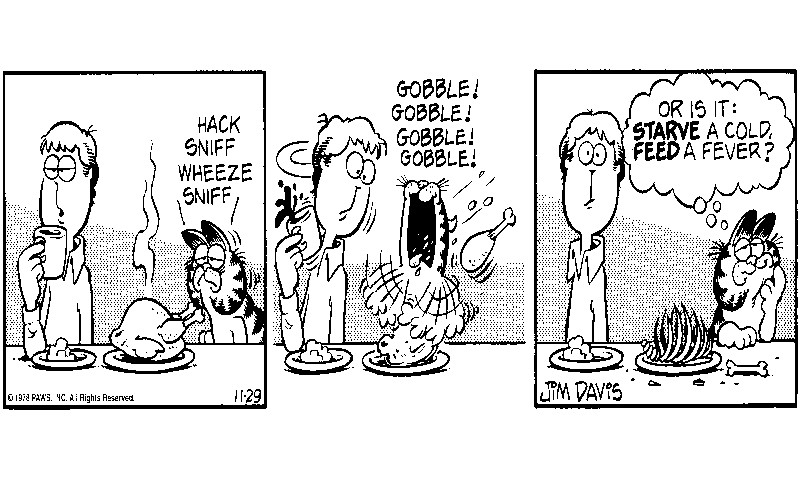 HACK
SNIFF
WHEEZE
SNIFF
© 1978 PAWS, INC. All Rights Reserved.
11-29
GOBBLE!
GOBBLE!
GOBBLE!
GOBBLE!
OR IS IT:
STARVE A COLD,
FEED A FEVER?
JIM DAVIS